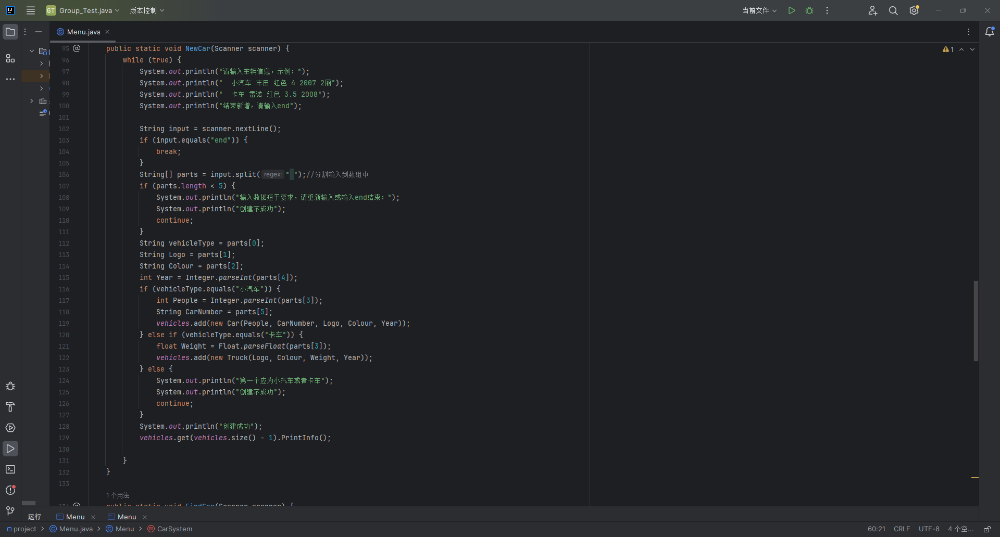 GT Group_Test.java 版本控制 当前文件
Menu.java
1
95 public static void NewCar(Scanner scanner) {
96 while (true) {
97 System.out.println("请输入车辆信息，示例：");
98 System.out.println("  小汽车 丰田 红色 4 2007 2厢");
99 System.out.println("  卡车 雷诺 红色 3.5 2008");
100 System.out.println("结束新增，请输入end");
101
102 String input = scanner.nextLine();
103 if (input.equals("end")) {
104 break;
105 }
106 String[] parts = input.split( regex: " ");//分割输入到数组中
107 if (parts.length < 5) {
108 System.out.println("输入数据短于要求，请重新输入或输入end结束：");
109 System.out.println("创建不成功");
110 continue;
111 }
112 String vehicleType = parts[0];
113 String Logo = parts[1];
114 String Colour = parts[2];
115 int Year = Integer.parseInt(parts[4]);
116 if (vehicleType.equals("小汽车")) {
117 int People = Integer.parseInt(parts[3]);
118 String CarNumber = parts[5];
119 vehicles.add(new Car(People, CarNumber, Logo, Colour, Year));
120 } else if (vehicleType.equals("卡车")) {
121 float Weight = Float.parseFloat(parts[3]);
122 vehicles.add(new Truck(Logo, Colour, Weight, Year));
123 } else {
124 System.out.println("第一个应为小汽车或者卡车");
125 System.out.println("创建不成功");
126 continue;
127 }
128 System.out.println("创建成功");
129 vehicles.get(vehicles.size() - 1).PrintInfo();
130
131 }
132 }
133
1个用法
134 public static void FindCar(Scanner scanner) {
运行 Menu Menu
project Menu.java Menu CarSystem 60:21 CRLF UTF-8 4 个空...